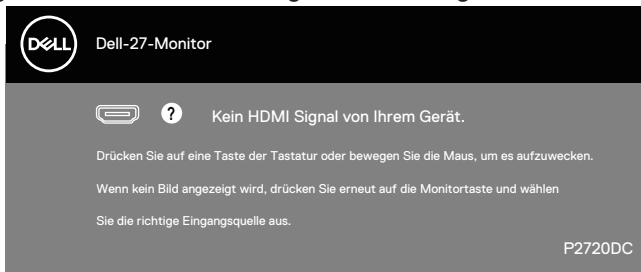 DELL
Dell-27-Monitor
? Kein HDMI Signal von Ihrem Gerät.
Drücken Sie auf eine Taste der Tastatur oder bewegen Sie die Maus, um es aufzuwecken.
Wenn kein Bild angezeigt wird, drücken Sie erneut auf die Monitortaste und wählen
Sie die richtige Eingangsquelle aus.
P2720DC